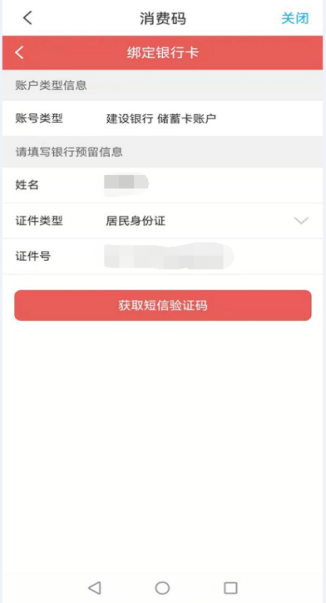 消费码 关闭
绑定银行卡
账户类型信息
账号类型 建设银行 储蓄卡账户
请填写银行预留信息
姓名
证件类型 居民身份证
证件号
获取短信验证码